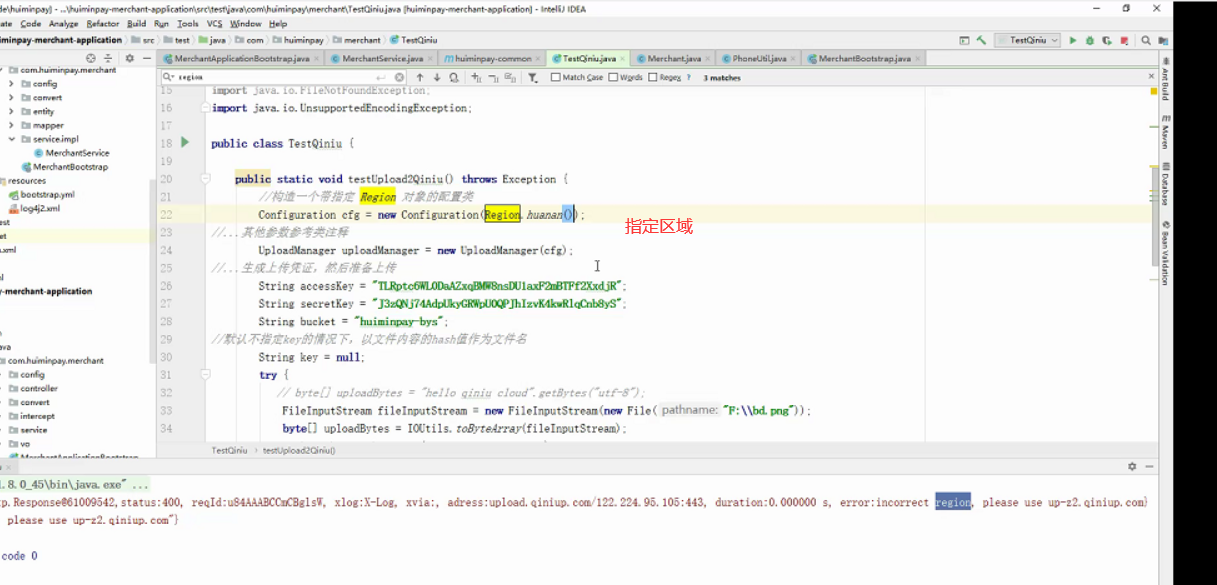 de\huiminpay] - ...\huiminpay-merchant-application\src\test\java\com\huiminpay\merchant\TestQiniu.java [huiminpay-merchant-application] - IntelliJ IDEA
Code Analyze Refactor Build Run Tools VCS Window Help
iminpay-merchant-application src test java com huiminpay merchant TestQiniu
TestQiniu
MerchantApplicationBootstrap.java MerchantService.java huiminpay-common TestQiniu.java Merchant.java PhoneUtil.java MerchantBootstrap.java
region
Match Case Words Regex ? 3 matches
com.huiminpay.merchant
config
convert
entity
mapper
service.impl
MerchantService
MerchantBootstrap
resources
bootstrap.yml
log4j2.xml
est
et
.xml
y-merchant-application
ava
com.huiminpay.merchant
config
controller
convert
intercept
service
vo
MerchantApplicationBootstrap
15 import java.io.FileNotFoundException;
16 import java.io.UnsupportedEncodingException;
17
18 public class TestQiniu {
19
20 public static void testUpload2Qiniu() throws Exception {
21 //构造一个带指定 Region 对象的配置类
22 Configuration cfg = new Configuration(Region.huanan());
指定区域
23 //...其他参数参考类注释
24 UploadManager uploadManager = new UploadManager(cfg);
25 //...生成上传凭证，然后准备上传
26 String accessKey = "TLRptc6WL0DaAZxqBMW8nsDUlaxF2mBTFf2XxdjR";
27 String secretKey = "J3zQNj74AdpUkyGRWpU0QPJhIzvK4kwRlqCnb8yS";
28 String bucket = "huiminpay-bys";
29 //默认不指定key的情况下，以文件内容的hash值作为文件名
30 String key = null;
31 try {
32 // byte[] uploadBytes = "hello qiniu cloud".getBytes("utf-8");
33 FileInputStream fileInputStream = new FileInputStream(new File( pathname: "F:\\bd.png"));
34 byte[] uploadBytes = IOUtils.toByteArray(fileInputStream);
TestQiniu › testUpload2Qiniu()
Ant Build
Maven
Database
Bean Validation
1.8.0_45\bin\java.exe" ...
p.Response@61009542,status:400, reqId:u84AAABCCmCBglsW, xlog:X-Log, xvia:, adress:upload.qiniup.com/122.224.95.105:443, duration:0.000000 s, error:incorrect region, please use up-z2.qiniup.com}
please use up-z2.qiniup.com"}
code 0